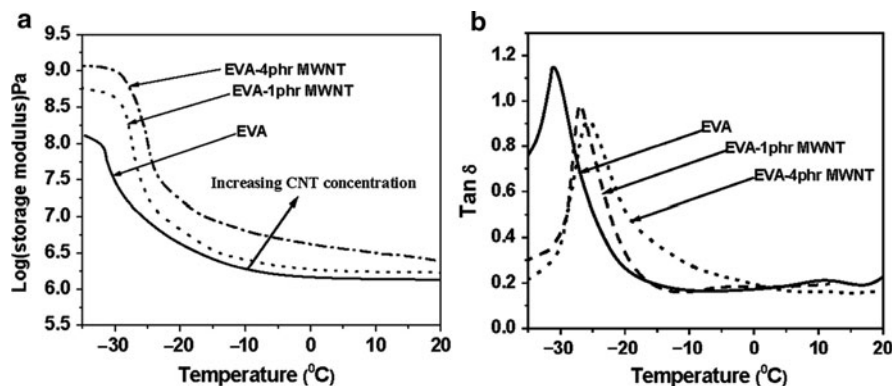 a
Log(storage modulus)Pa
9.5
9.0
8.5
8.0
7.5
7.0
6.5
6.0
5.5
EVA-4phr MWNT
EVA-1phr MWNT
EVA
Increasing CNT concentration
–30 –20 –10 0 10 20
Temperature (⁰C)
b
Tan δ
1.2
1.0
0.8
0.6
0.4
0.2
0.0
EVA
EVA-1phr MWNT
EVA-4phr MWNT
–30 –20 –10 0 10 20
Temperature (⁰C)